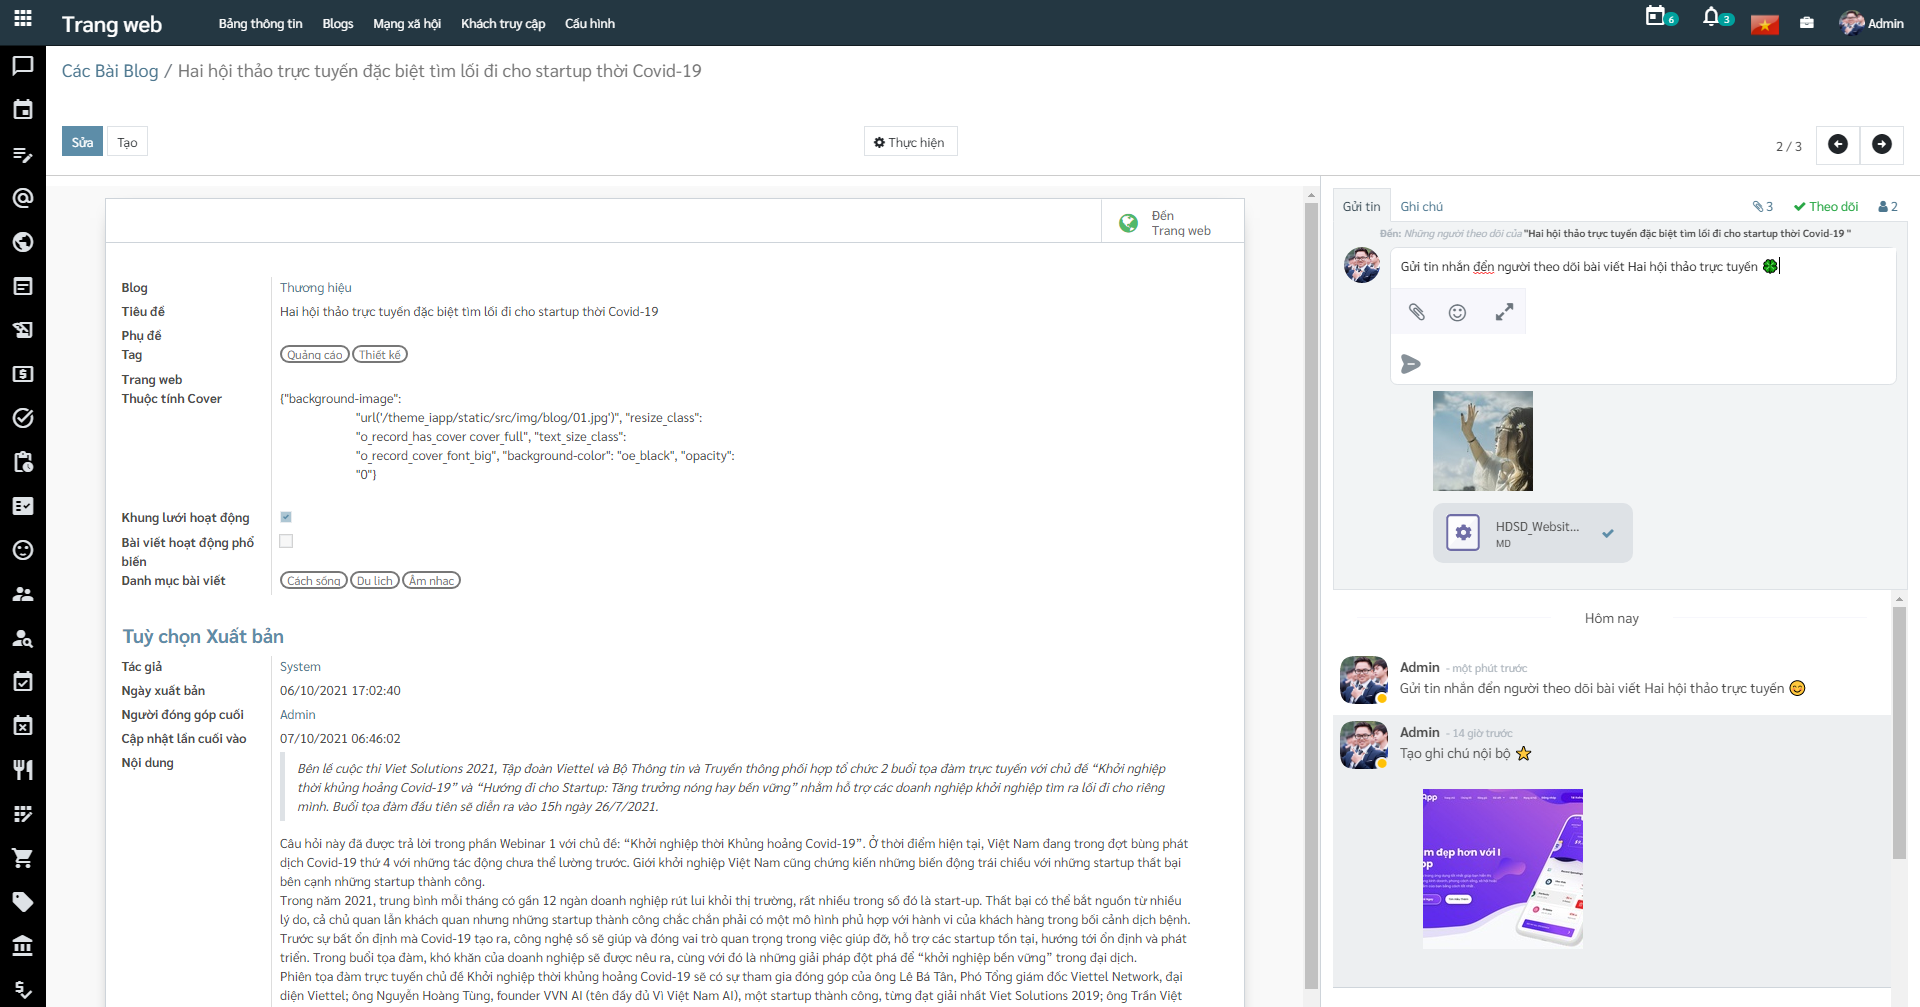 Trang web
Bảng thông tin
Blogs
Mạng xã hội
Khách truy cập
Cấu hình
6
3
Admin
Các Bài Blog / Hai hội thảo trực tuyến đặc biệt tìm lối đi cho startup thời Covid-19
Sửa
Tạo
Thực hiện
2 / 3
Đến
Trang web
Blog
Thương hiệu
Tiêu đề
Hai hội thảo trực tuyến đặc biệt tìm lối đi cho startup thời Covid-19
Phụ đề
Tag
Quảng cáo
Thiết kế
Trang web
Thuộc tính Cover
{"background-image":
"url('/theme_iapp/static/src/img/blog/01.jpg')", "resize_class":
"o_record_has_cover cover_full", "text_size_class":
"o_record_cover_font_big", "background-color": "oe_black", "opacity":
"0"}
Khung lưới hoạt động
Bài viết hoạt động phổ
biến
Danh mục bài viết
Cách sống
Du lịch
Âm nhạc
Tuỳ chọn Xuất bản
Tác giả
System
Ngày xuất bản
06/10/2021 17:02:40
Người đóng góp cuối
Admin
Cập nhật lần cuối vào
07/10/2021 06:46:02
Nội dung
Bên lề cuộc thi Viet Solutions 2021, Tập đoàn Viettel và Bộ Thông tin và Truyền thông phối hợp tổ chức 2 buổi tọa đàm trực tuyến với chủ đề “Khởi nghiệp
thời khủng hoảng Covid-19” và “Hướng đi cho Startup: Tăng trưởng nóng hay bền vững” nhằm hỗ trợ các doanh nghiệp khởi nghiệp tìm ra lối đi cho riêng
mình. Buổi tọa đàm đầu tiên sẽ diễn ra vào 15h ngày 26/7/2021.
Câu hỏi này đã được trả lời trong phần Webinar 1 với chủ đề: “Khởi nghiệp thời Khủng hoảng Covid-19”. Ở thời điểm hiện tại, Việt Nam đang trong đợt bùng phát
dịch Covid-19 thứ 4 với những tác động chưa thể lường trước. Giới khởi nghiệp Việt Nam cũng chứng kiến những biến động trái chiều với những startup thất bại
bên cạnh những startup thành công.
Trong năm 2021, trung bình mỗi tháng có gần 12 ngàn doanh nghiệp rút lui khỏi thị trường, rất nhiều trong số đó là start-up. Thất bại có thể bắt nguồn từ nhiều
lý do, cả chủ quan lẫn khách quan nhưng những startup thành công chắc chắn phải có một mô hình phù hợp với hành vi của khách hàng trong bối cảnh dịch bệnh.
Trước sự bất ổn định mà Covid-19 tạo ra, công nghệ số sẽ giúp và đóng vai trò quan trọng trong việc giúp đỡ, hỗ trợ các startup tồn tại, hướng tới ổn định và phát
triển. Trong buổi tọa đàm, khó khăn của doanh nghiệp sẽ được nêu ra, cùng với đó là những giải pháp đột phá để “khởi nghiệp bền vững” trong đại dịch.
Phiên tọa đàm trực tuyến chủ đề Khởi nghiệp thời khủng hoảng Covid-19 sẽ có sự tham gia đóng góp của ông Lê Bá Tân, Phó Tổng giám đốc Viettel Network, đại
diện Viettel; ông Nguyễn Hoàng Tùng, founder VVN AI (tên đầy đủ Vì Việt Nam AI), một startup thành công, từng đạt giải nhất Viet Solutions 2019; ông Trần Việt
Gửi tin
Ghi chú
3
Theo dõi
2
Đến: Những người theo dõi của "Hai hội thảo trực tuyến đặc biệt tìm lối đi cho startup thời Covid-19 "
Gửi tin nhắn đển người theo dõi bài viết Hai hội thảo trực tuyến 🍀
HDSD_Websit...
MD
Hôm nay
Admin - một phút trước
Gửi tin nhắn đến người theo dõi bài viết Hai hội thảo trực tuyến 😊
Admin - 14 giờ trước
Tạo ghi chú nội bộ ⭐